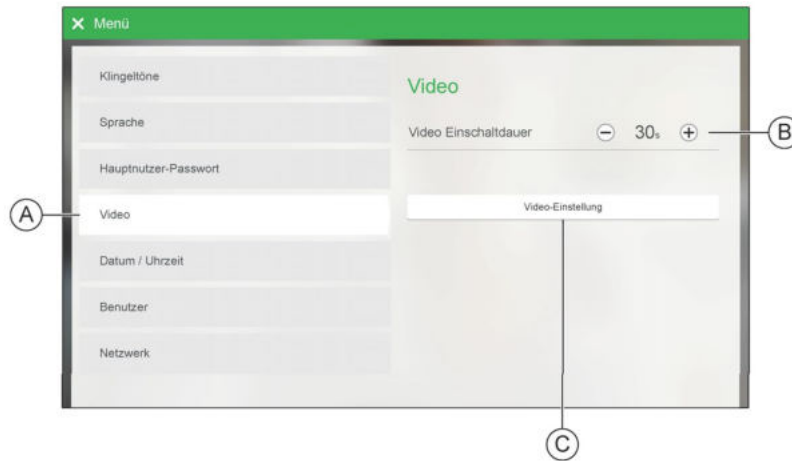 ✕ Menü
Klingeltöne
Sprache
Hauptnutzer-Passwort
Video
Datum / Uhrzeit
Benutzer
Netzwerk
Video
Video Einschaltdauer − 30s +
Video-Einstellung
A
B
C